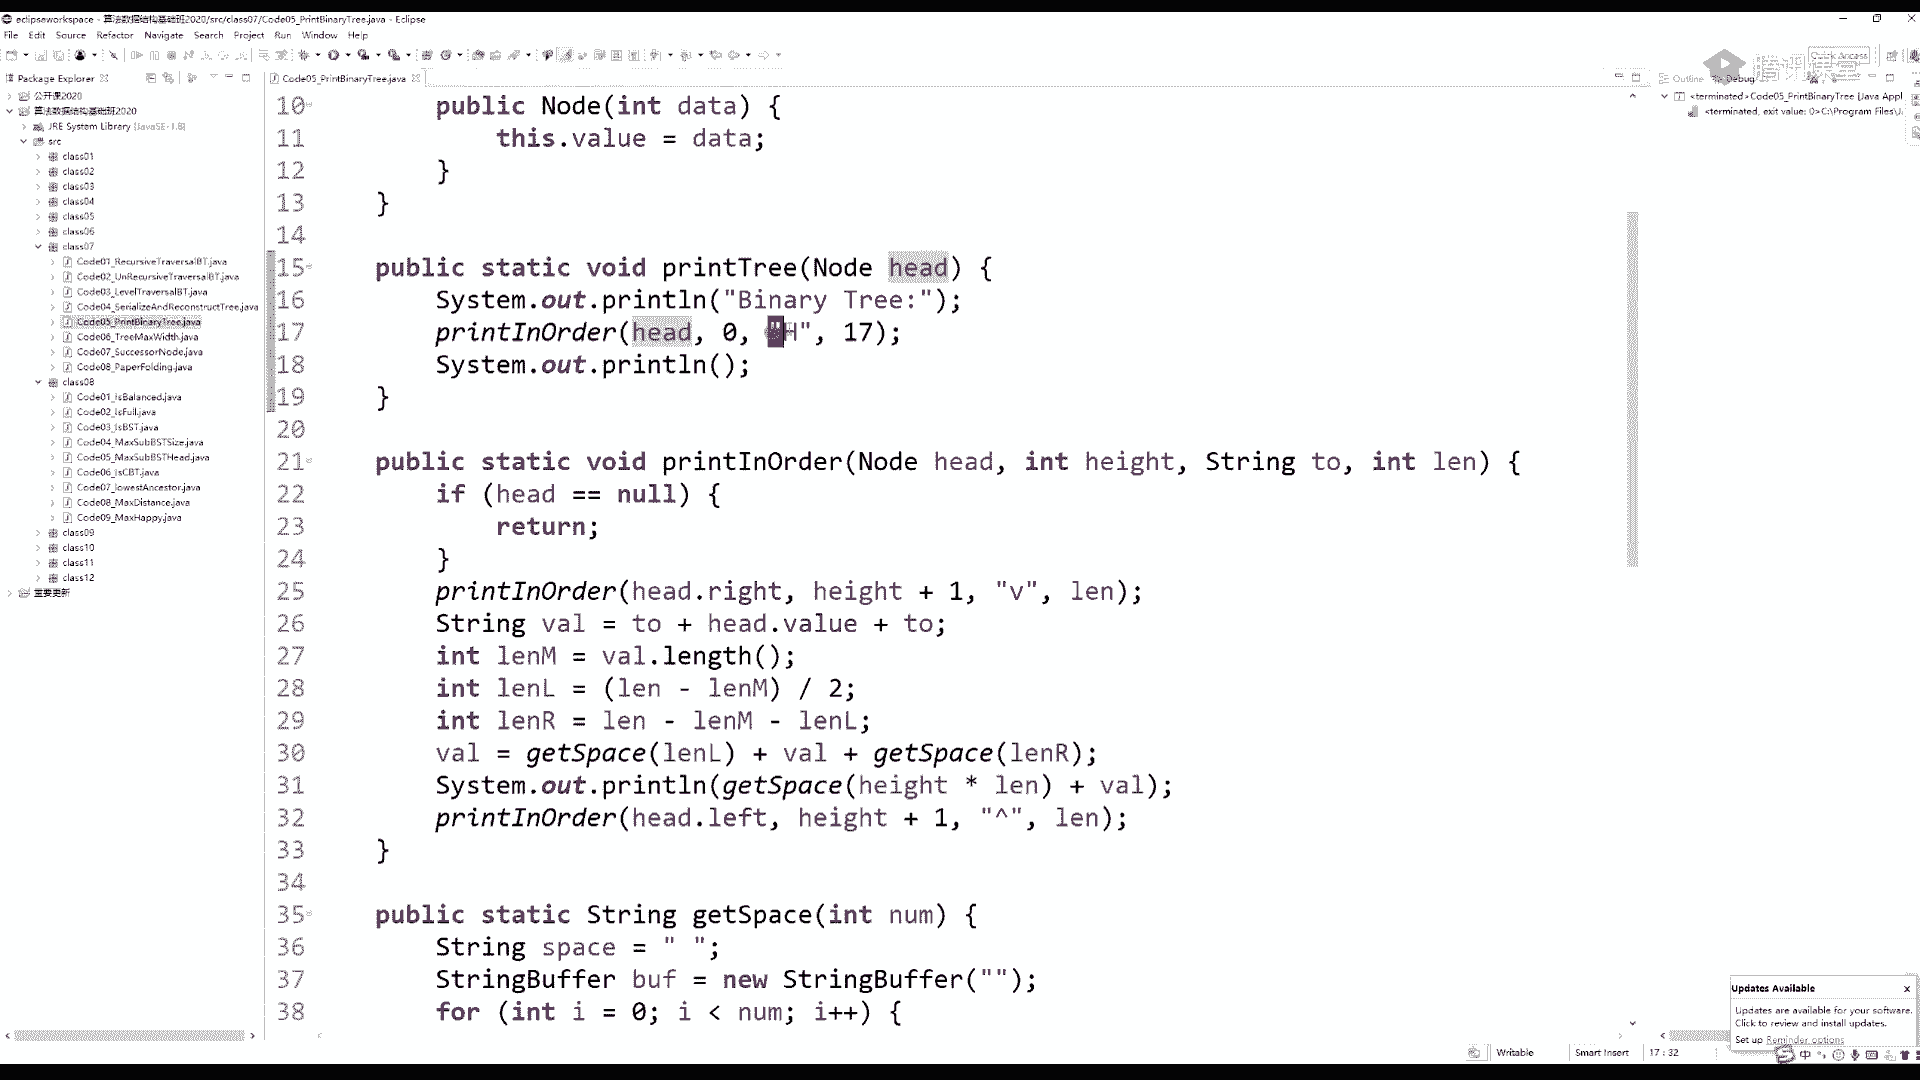 eclipseworkspace - 算法数据结构基础班2020/src/class07/Code05_PrintBinaryTree.java - Eclipse
File Edit Source Refactor Navigate Search Project Run Window Help
Quick Access
腾讯课堂
Package Explorer
Code05_PrintBinaryTree.java
Outline
Debug
公开课2020
算法数据结构基础班2020
JRE System Library [JavaSE-1.8]
src
class01
class02
class03
class04
class05
class06
class07
Code01_RecursiveTraversalBT.java
Code02_UnRecursiveTraversalBT.java
Code03_LevelTraversalBT.java
Code04_SerializeAndReconstructTree.java
Code05_PrintBinaryTree.java
Code06_TreeMaxWidth.java
Code07_SuccessorNode.java
Code08_PaperFolding.java
class08
Code01_IsBalanced.java
Code02_IsFull.java
Code03_IsBST.java
Code04_MaxSubBSTSize.java
Code05_MaxSubBSTHead.java
Code06_IsCBT.java
Code07_lowestAncestor.java
Code08_MaxDistance.java
Code09_MaxHappy.java
class09
class10
class11
class12
重要更新
10 public Node(int data) {
11 this.value = data;
12 }
13 }
14
15 public static void printTree(Node head) {
16 System.out.println("Binary Tree:");
17 printInOrder(head, 0, "H", 17);
18 System.out.println();
19 }
20
21 public static void printInOrder(Node head, int height, String to, int len) {
22 if (head == null) {
23 return;
24 }
25 printInOrder(head.right, height + 1, "v", len);
26 String val = to + head.value + to;
27 int lenM = val.length();
28 int lenL = (len - lenM) / 2;
29 int lenR = len - lenM - lenL;
30 val = getSpace(lenL) + val + getSpace(lenR);
31 System.out.println(getSpace(height * len) + val);
32 printInOrder(head.left, height + 1, "^", len);
33 }
34
35 public static String getSpace(int num) {
36 String space = " ";
37 StringBuffer buf = new StringBuffer("");
38 for (int i = 0; i < num; i++) {
<terminated>Code05_PrintBinaryTree [Java Appl
<terminated, exit value: 0>C:\Program Files\J
Updates Available
Updates are available for your software.
Click to review and install updates.
Set up Reminder options
Writable
Smart Insert
17 : 32
中